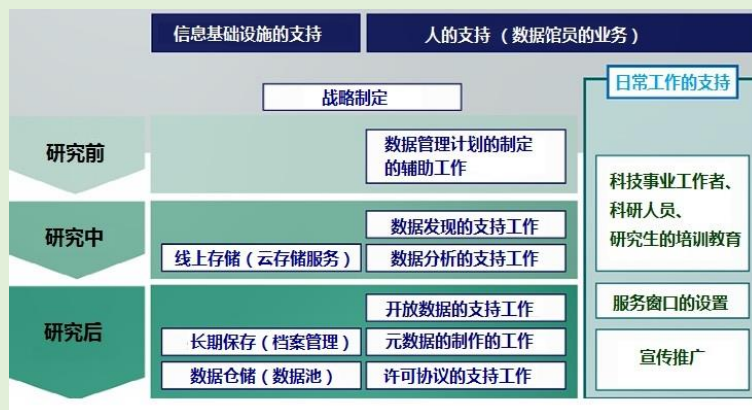 信息基础设施的支持
人的支持（数据馆员的业务）
战略制定
日常工作的支持
研究前
数据管理计划的制定
的辅助工作
研究中
数据发现的支持工作
线上存储（云存储服务）
数据分析的支持工作
研究后
开放数据的支持工作
长期保存（档案管理）
元数据的制作的工作
数据仓储（数据池）
许可协议的支持工作
科技事业工作者、
科研人员、
研究生的培训教育
服务窗口的设置
宣传推广